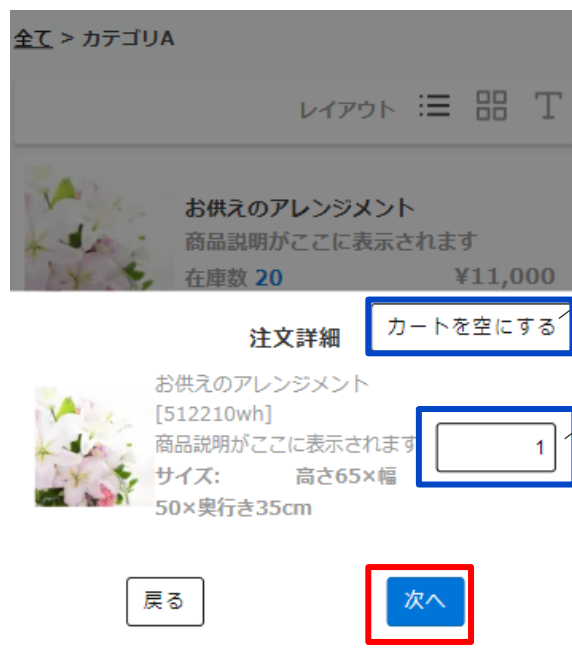 全て > カテゴリA
レイアウト
お供えのアレンジメント
商品説明がここに表示されます
在庫数 20 ¥11,000
注文詳細
カートを空にする
お供えのアレンジメント
[512210wh]
商品説明がここに表示されます
1
サイズ: 高さ65×幅
50×奥行き35cm
戻る
次へ